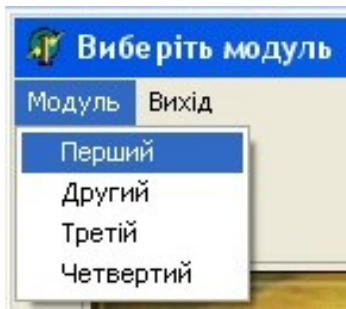 Виберіть модуль
Модуль Вихід
Перший
Другий
Третій
Четвертий